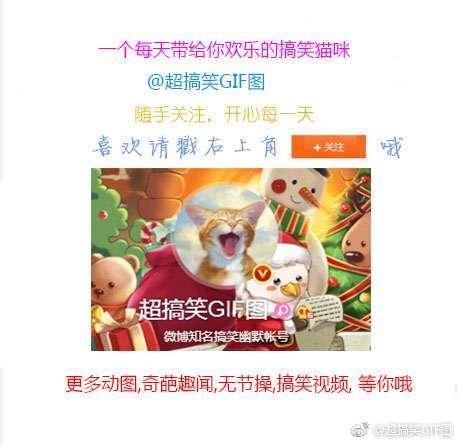 一个每天带给你欢乐的搞笑猫咪
@超搞笑GIF图
随手关注，开心每一天
喜欢请戳右上角 +关注 哦
超搞笑GIF图
微博知名搞笑幽默帐号
更多动图,奇葩趣闻,无节操,搞笑视频, 等你哦
@超搞笑GIF图